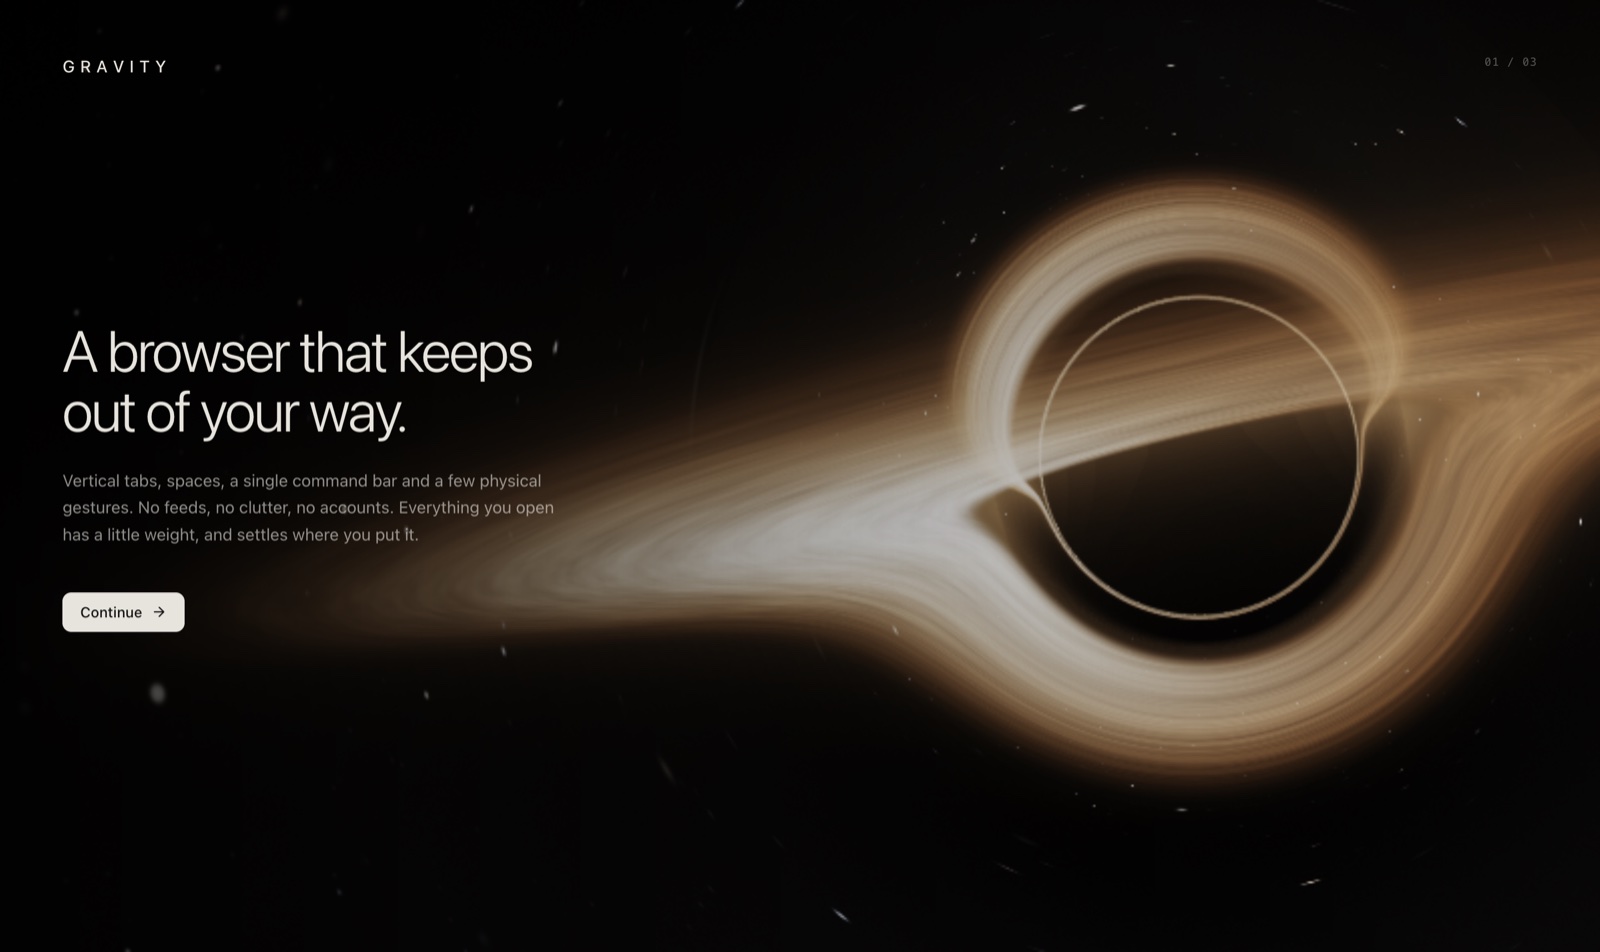 GRAVITY
01 / 03
A browser that keeps
out of your way.
Vertical tabs, spaces, a single command bar and a few physical
gestures. No feeds, no clutter, no accounts. Everything you open
has a little weight, and settles where you put it.
Continue →